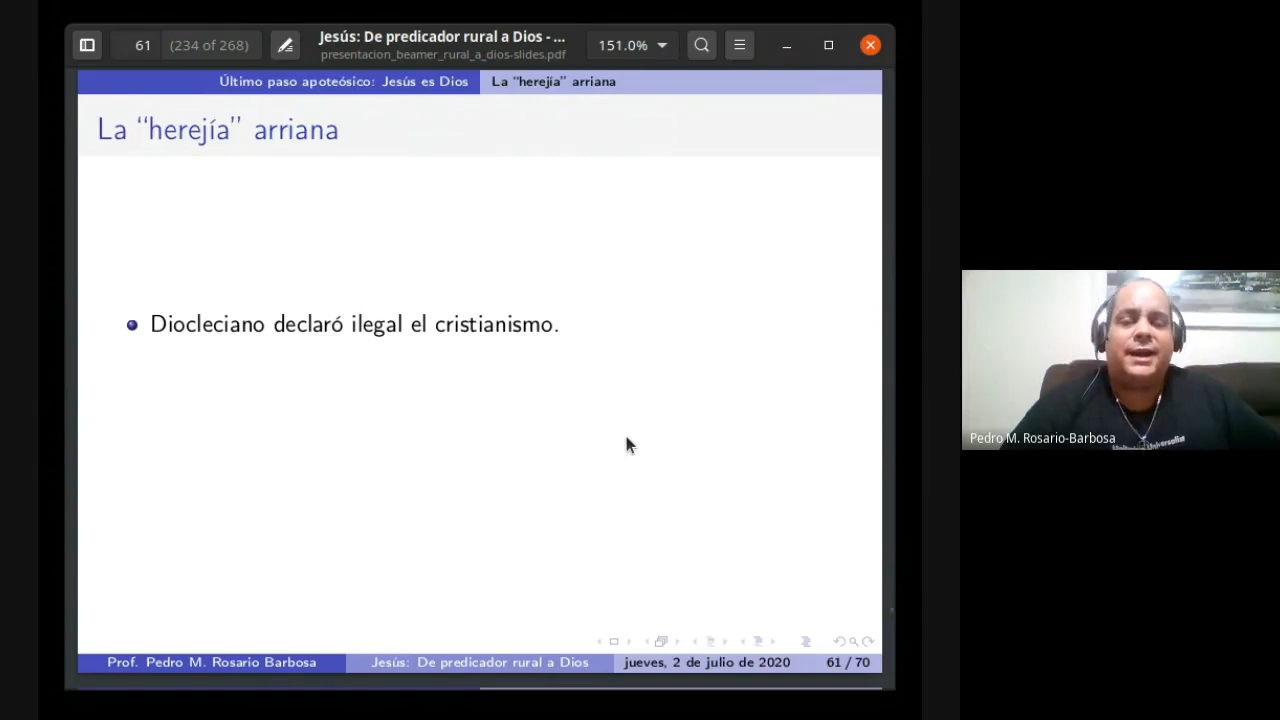 61
(234 of 268)
Jesús: De predicador rural a Dios - ...
presentacion_beamer_rural_a_dios-slides.pdf
151.0%
Último paso apoteósico: Jesús es Dios
La “herejía” arriana
La “herejía” arriana
Diocleciano declaró ilegal el cristianismo.
Prof. Pedro M. Rosario Barbosa
Jesús: De predicador rural a Dios
jueves, 2 de julio de 2020
61 / 70
Pedro M. Rosario-Barbosa